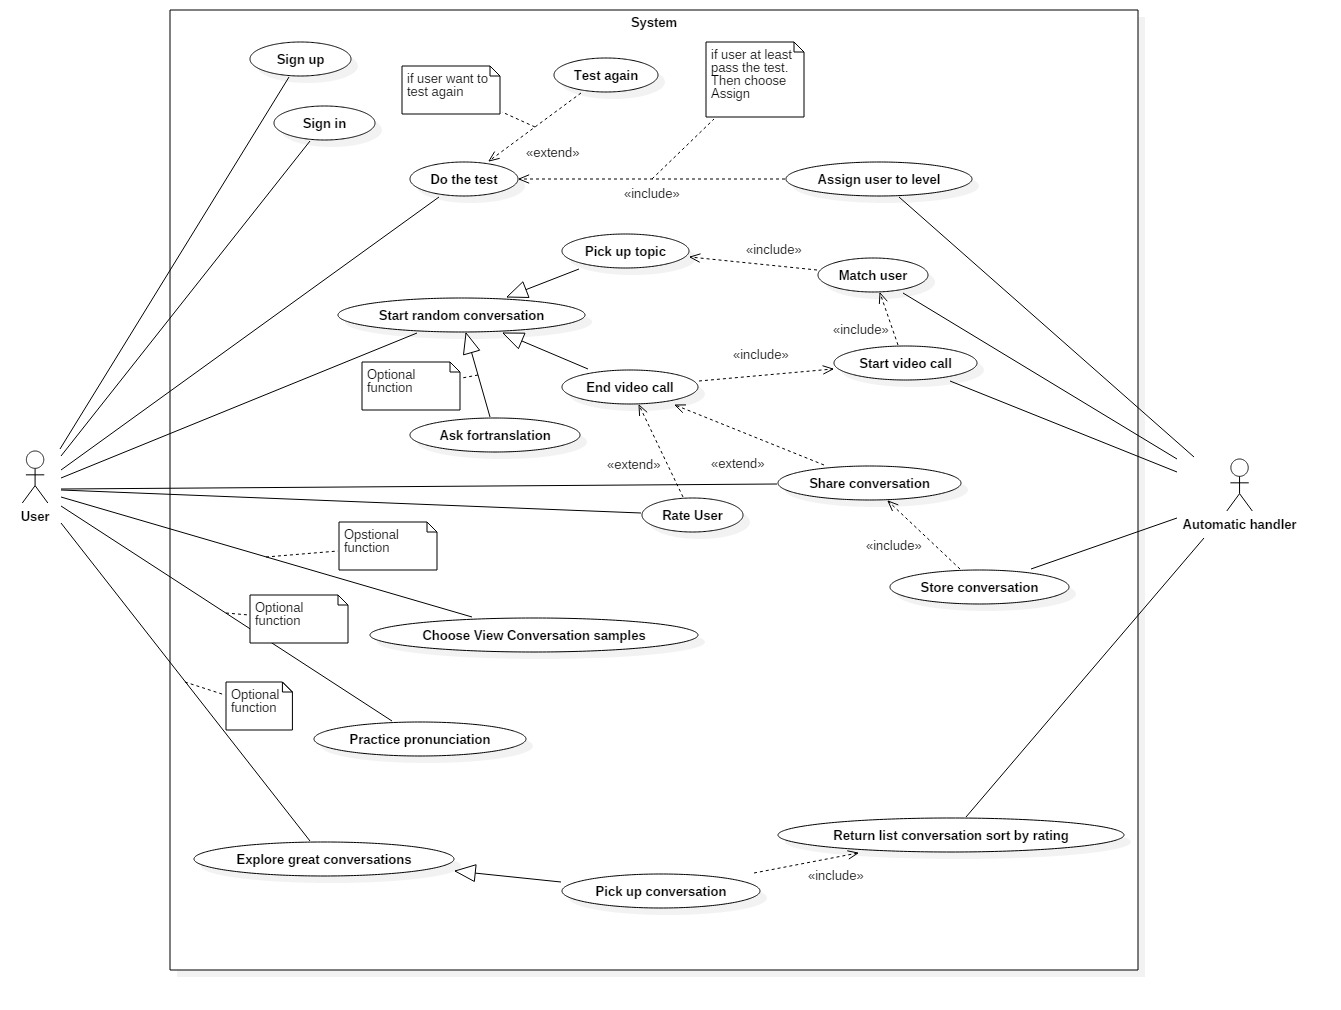 System
Sign up
if user want to
test again
Test again
if user at least
pass the test.
Then choose
Assign
Sign in
«extend»
Do the test
Assign user to level
«include»
Pick up topic
«include»
Match user
Start random conversation
«include»
«include»
Start video call
Optional
function
End video call
Ask fortranslation
«extend»
«extend»
Share conversation
User
Rate User
Automatic handler
Opstional
function
«include»
Store conversation
Optional
function
Choose View Conversation samples
Optional
function
Practice pronunciation
Return list conversation sort by rating
Explore great conversations
«include»
Pick up conversation